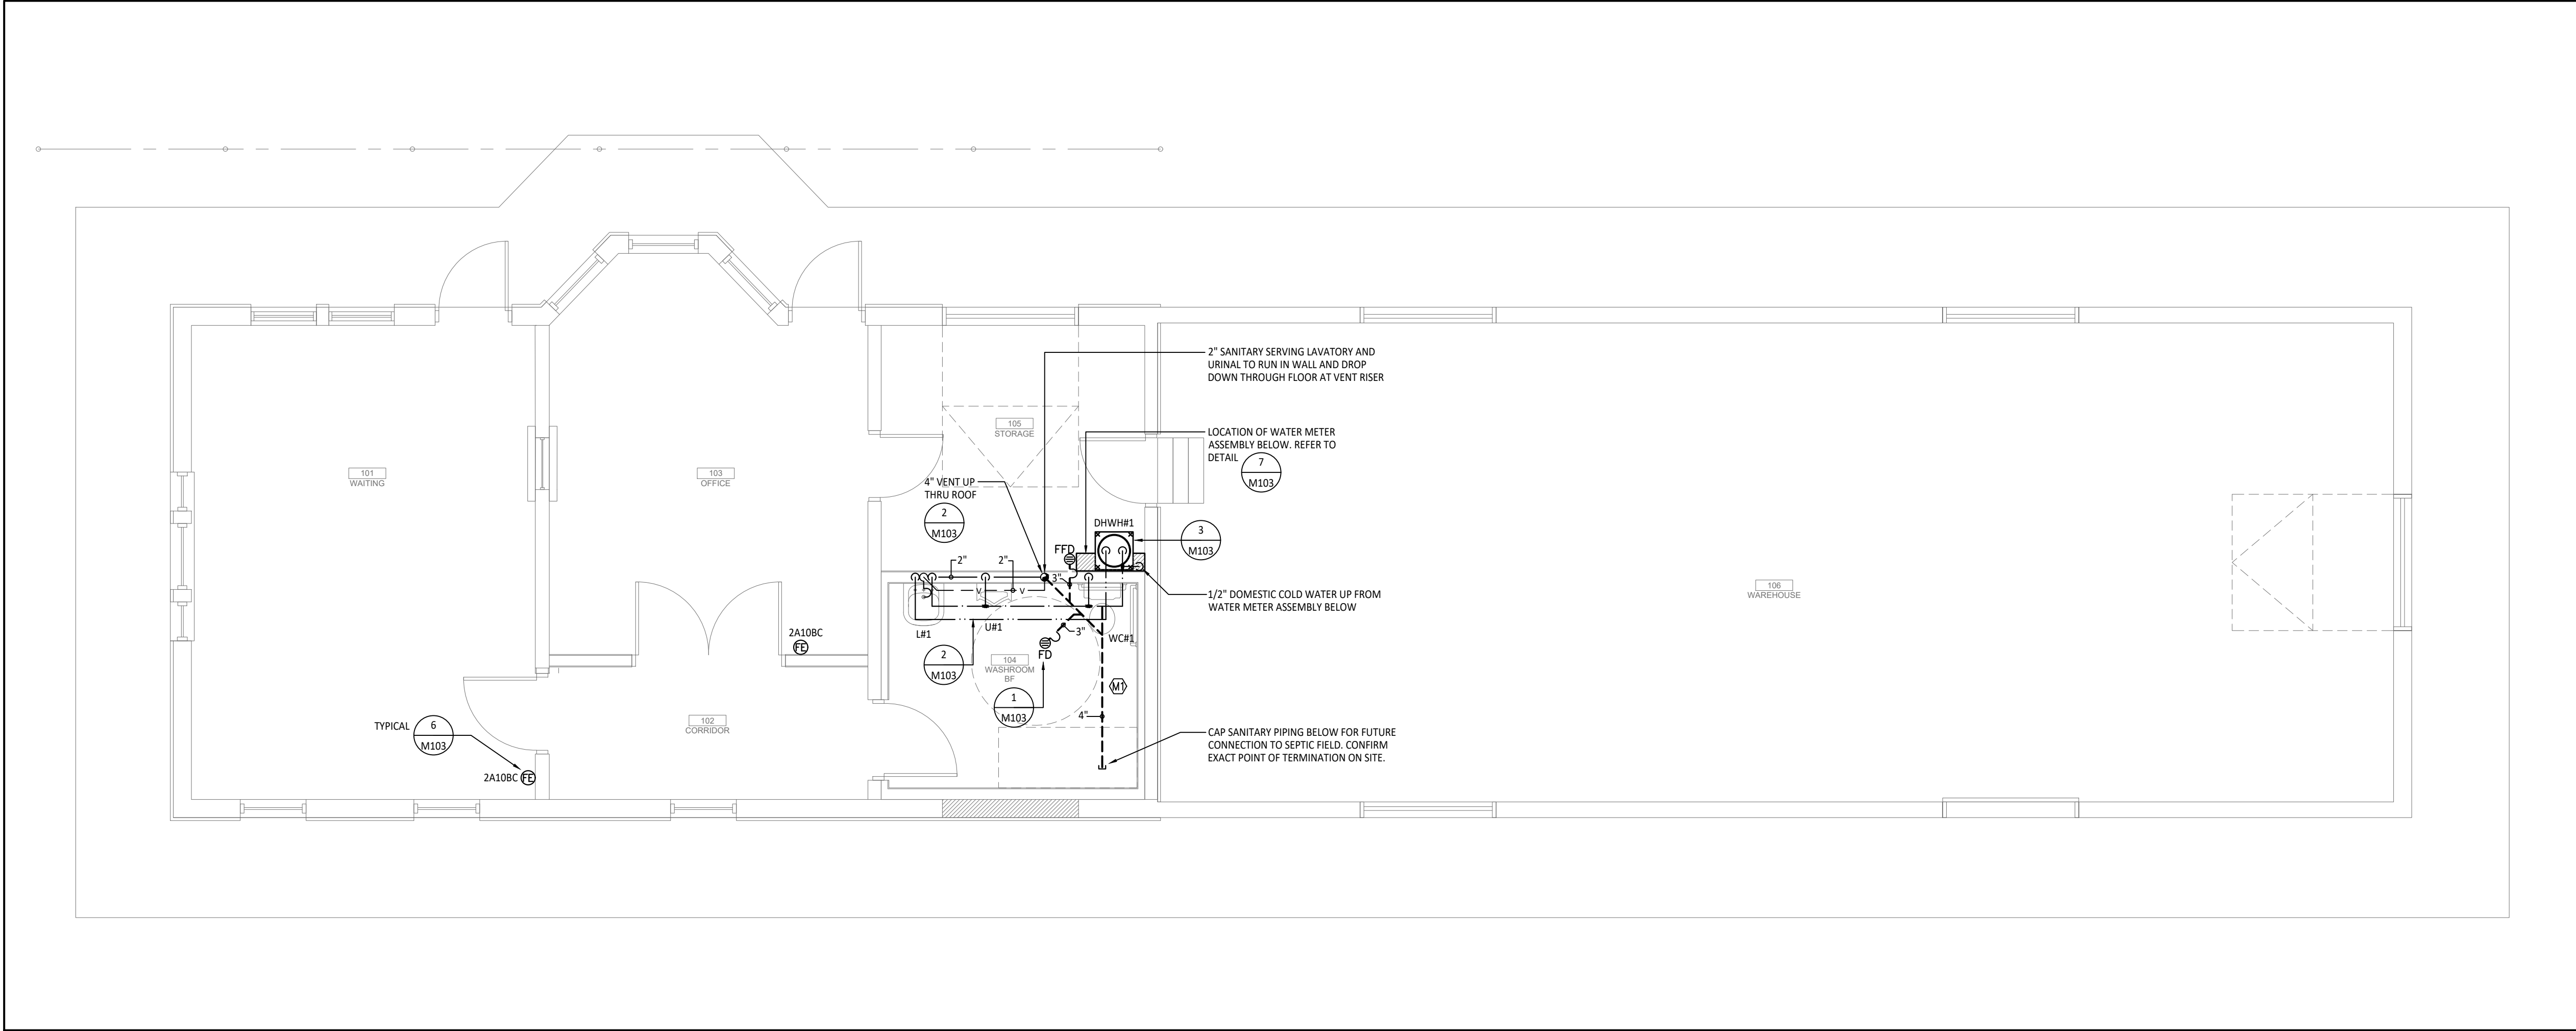 2" SANITARY SERVING LAVATORY AND
URINAL TO RUN IN WALL AND DROP
DOWN THROUGH FLOOR AT VENT RISER
105
STORAGE
LOCATION OF WATER METER
ASSEMBLY BELOW. REFER TO
DETAIL
7
M103
101
WAITING
103
OFFICE
4" VENT UP
THRU ROOF
2
M103
DHWH#1
3
M103
FFD
2"
2"
3"
V
V
106
WAREHOUSE
1/2" DOMESTIC COLD WATER UP FROM
WATER METER ASSEMBLY BELOW
L#1
U#1
3"
WC#1
2A10BC
FE
FD
2
M103
104
WASHROOM
BF
1
M103
M1
4"
102
CORRIDOR
TYPICAL
6
M103
2A10BC
FE
CAP SANITARY PIPING BELOW FOR FUTURE
CONNECTION TO SEPTIC FIELD. CONFIRM
EXACT POINT OF TERMINATION ON SITE.